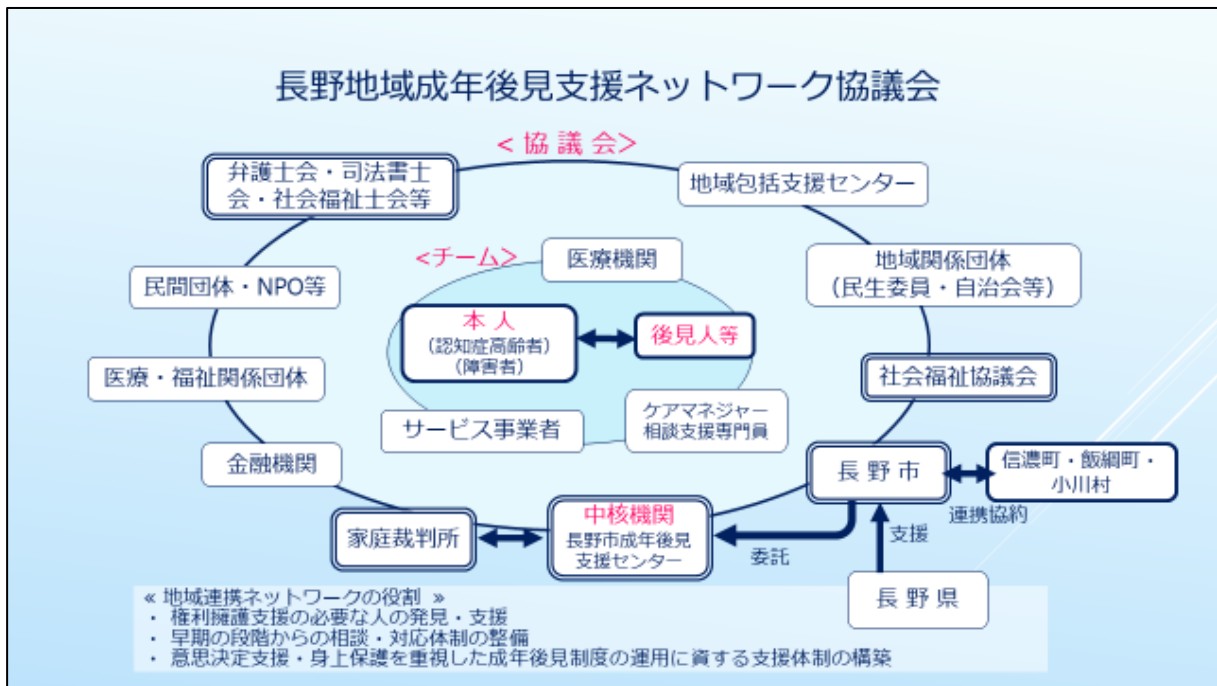 長野地域成年後見支援ネットワーク協議会
< 協 議 会>
弁護士会・司法書士
会・社会福祉士会等
地域包括支援センター
<チーム>
医療機関
地域関係団体
（民生委員・自治会等）
民間団体・NPO等
本 人
（認知症高齢者）
（障害者）
後見人等
医療・福祉関係団体
社会福祉協議会
サービス事業者
ケアマネジャー
相談支援専門員
金融機関
長 野 市
信濃町・飯綱町・
小川村
連携協約
中核機関
長野市成年後見
支援センター
家庭裁判所
委託
支援
長 野 県
« 地域連携ネットワークの役割 »
・ 権利擁護支援の必要な人の発見・支援
・ 早期の段階からの相談・対応体制の整備
・ 意思決定支援・身上保護を重視した成年後見制度の運用に資する支援体制の構築